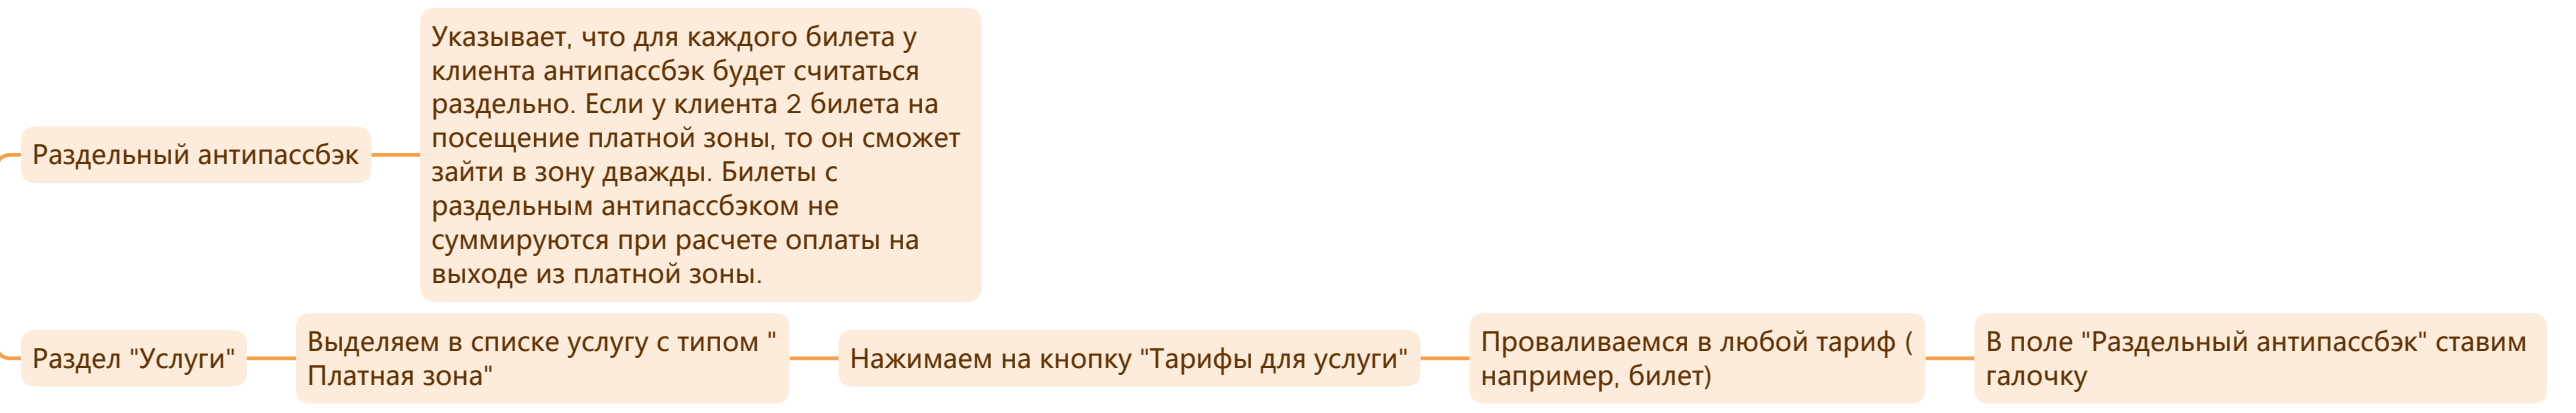 Раздельный антипассбэк
Указывает, что для каждого билета у
клиента антипассбэк будет считаться
раздельно. Если у клиента 2 билета на
посещение платной зоны, то он сможет
зайти в зону дважды. Билеты с
раздельным антипассбэком не
суммируются при расчете оплаты на
выходе из платной зоны.
Раздел "Услуги"
Выделяем в списке услугу с типом "
Платная зона"
Нажимаем на кнопку "Тарифы для услуги"
Проваливаемся в любой тариф (
например, билет)
В поле "Раздельный антипассбэк" ставим
галочку